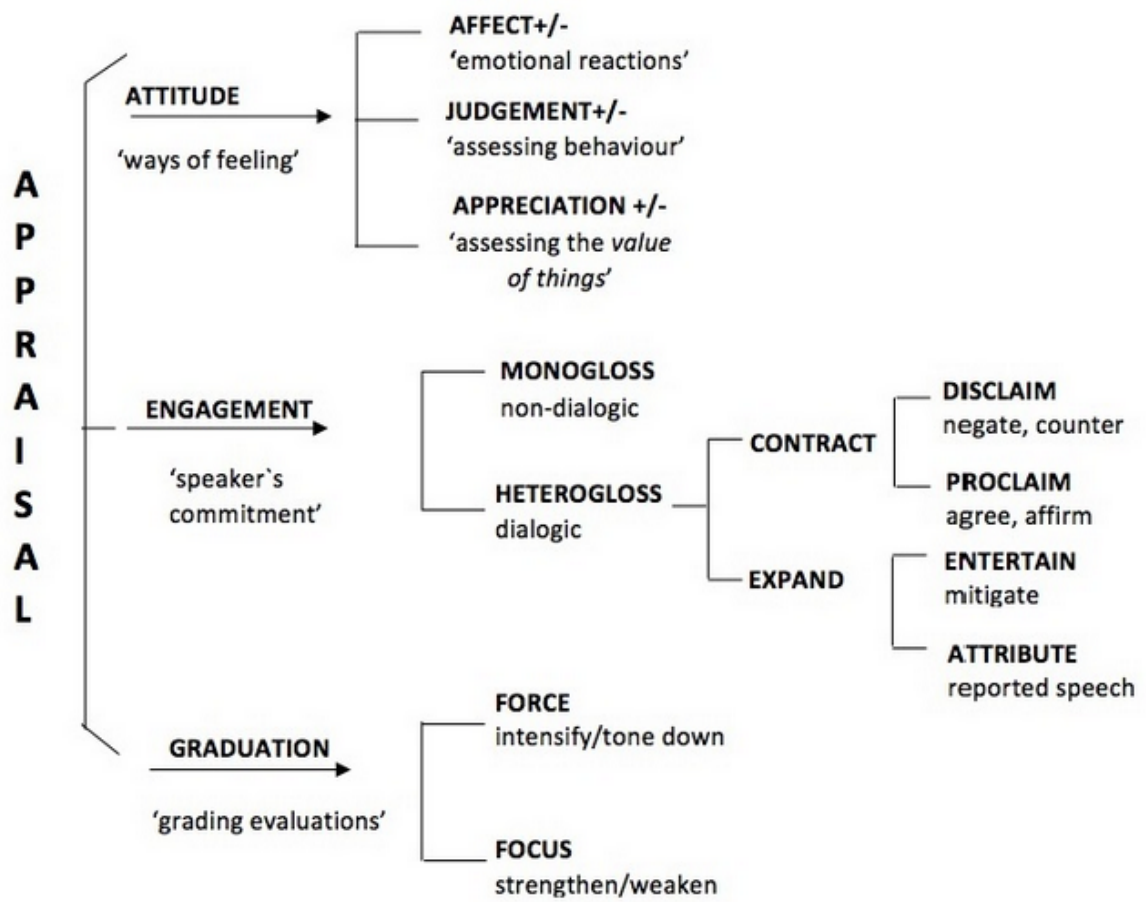 APPRAISAL
ATTITUDE
‘ways of feeling’
AFFECT+/-
‘emotional reactions’
JUDGEMENT+/-
‘assessing behaviour’
APPRECIATION +/-
‘assessing the value
of things’
ENGAGEMENT
‘speaker`s
commitment’
MONOGLOSS
non-dialogic
HETEROGLOSS
dialogic
CONTRACT
DISCLAIM
negate, counter
PROCLAIM
agree, affirm
EXPAND
ENTERTAIN
mitigate
ATTRIBUTE
reported speech
GRADUATION
‘grading evaluations’
FORCE
intensify/tone down
FOCUS
strengthen/weaken